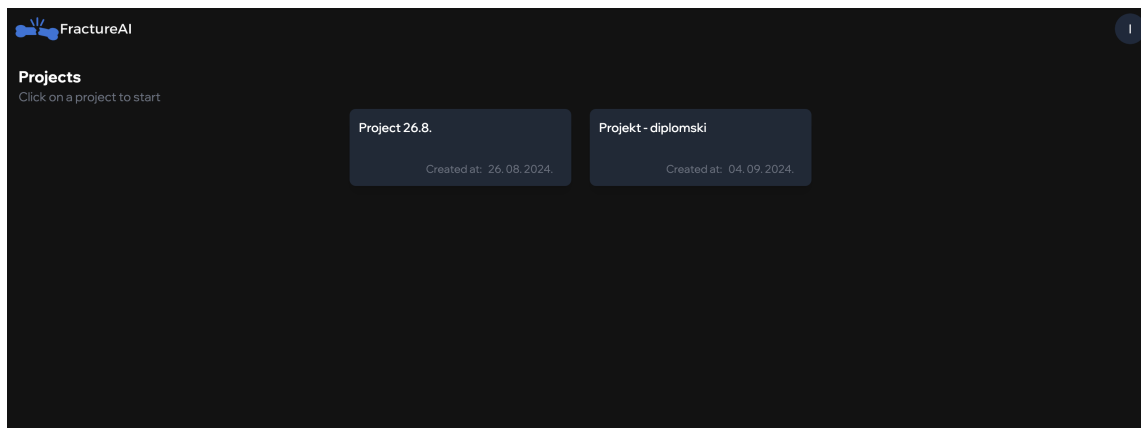 FractureAI
I
Projects
Click on a project to start
Project 26.8.
Created at: 26. 08. 2024.
Projekt - diplomski
Created at: 04. 09. 2024.